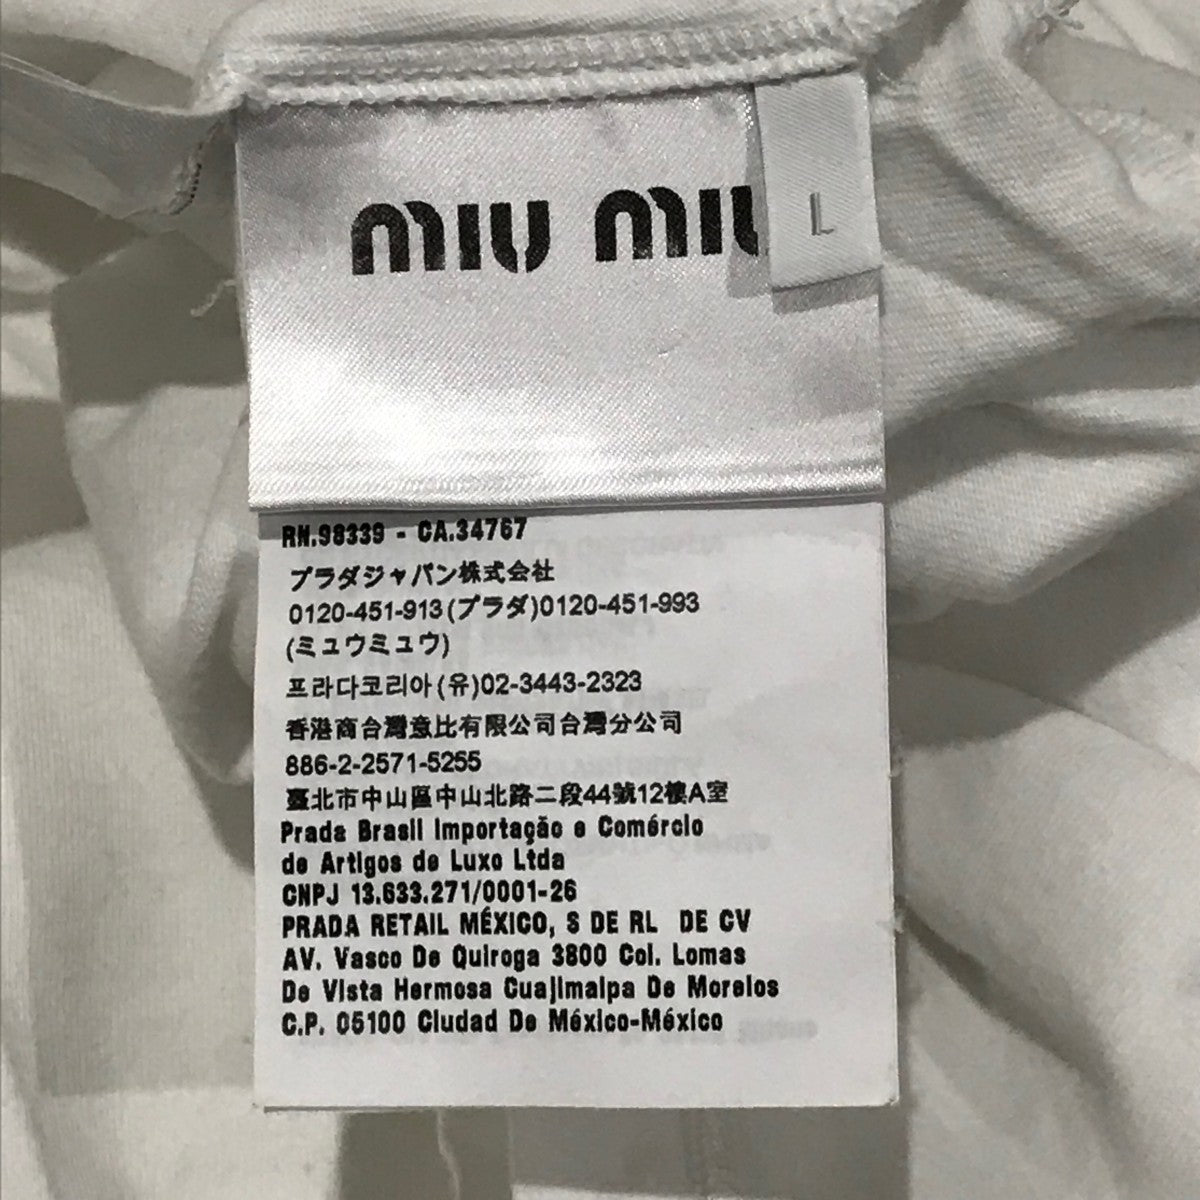 miu miu
L
RN.98339 - CA.34767
プラダジャパン株式会社
0120-451-913(プラダ)0120-451-993
(ミュウミュウ)
프라다코리아(유)02-3443-2323
香港商台灣意比有限公司台灣分公司
886-2-2571-5255
臺北市中山區中山北路二段44號12樓A室
Prada Brasil Importação e Comércio
de Artigos de Luxo Ltda
CNPJ 13.633.271/0001-26
PRADA RETAIL MÉXICO, S DE RL DE CV
AV. Vasco De Quiroga 3800 Col. Lomas
De Vista Hermosa Cuajimalpa De Morelos
C.P. 05100 Ciudad De México-México